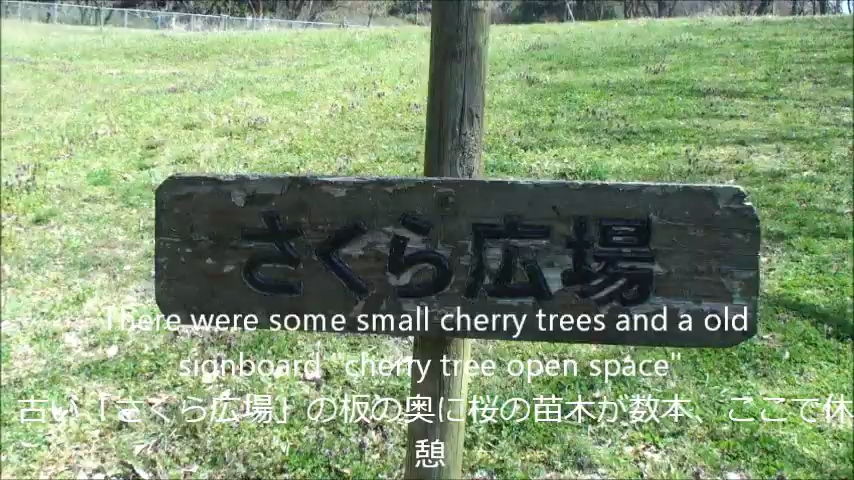 さくら広場
There were some small cherry trees and a old
signboard "cherry tree open space"
古い「さくら広場」の板の奥に桜の苗木が数本、ここで休
憩